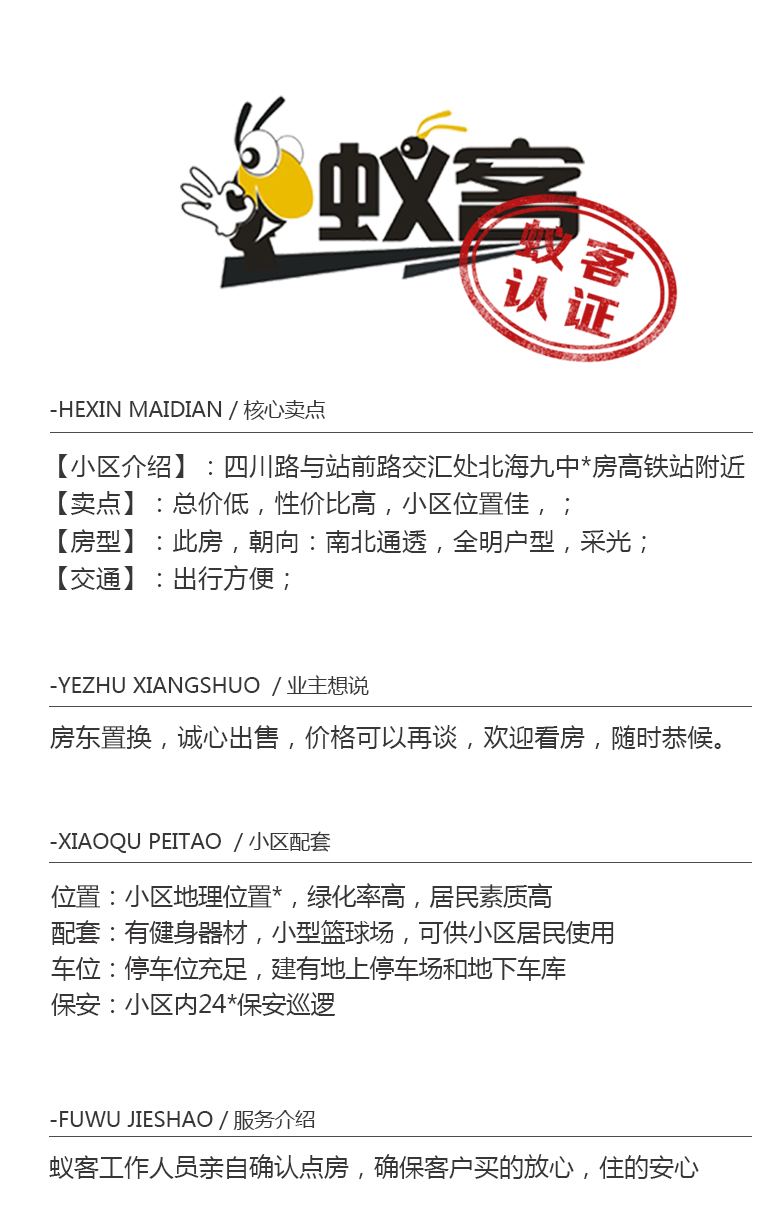 蚁客
蚁客
认证
-HEXIN MAIDIAN / 核心卖点
【小区介绍】：四川路与站前路交汇处北海九中*房高铁站附近
【卖点】：总价低，性价比高，小区位置佳，；
【房型】：此房，朝向：南北通透，全明户型，采光；
【交通】：出行方便；
-YEZHU XIANGSHUO / 业主想说
房东置换，诚心出售，价格可以再谈，欢迎看房，随时恭候。
-XIAOQU PEITAO / 小区配套
位置：小区地理位置*，绿化率高，居民素质高
配套：有健身器材，小型篮球场，可供小区居民使用
车位：停车位充足，建有地上停车场和地下车库
保安：小区内24*保安巡逻
-FUWU JIESHAO / 服务介绍
蚁客工作人员亲自确认点房，确保客户买的放心，住的安心